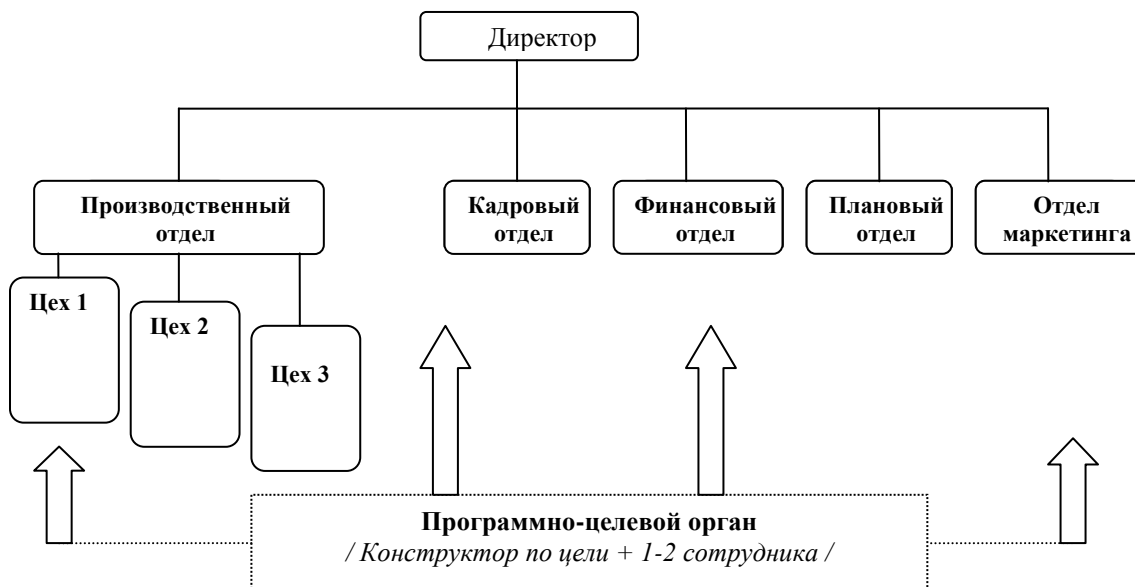 Директор
Производственный
отдел
Кадровый
отдел
Финансовый
отдел
Плановый
отдел
Отдел
маркетинга
Цех 1
Цех 2
Цех 3
Программно-целевой орган
/ Конструктор по цели + 1-2 сотрудника /